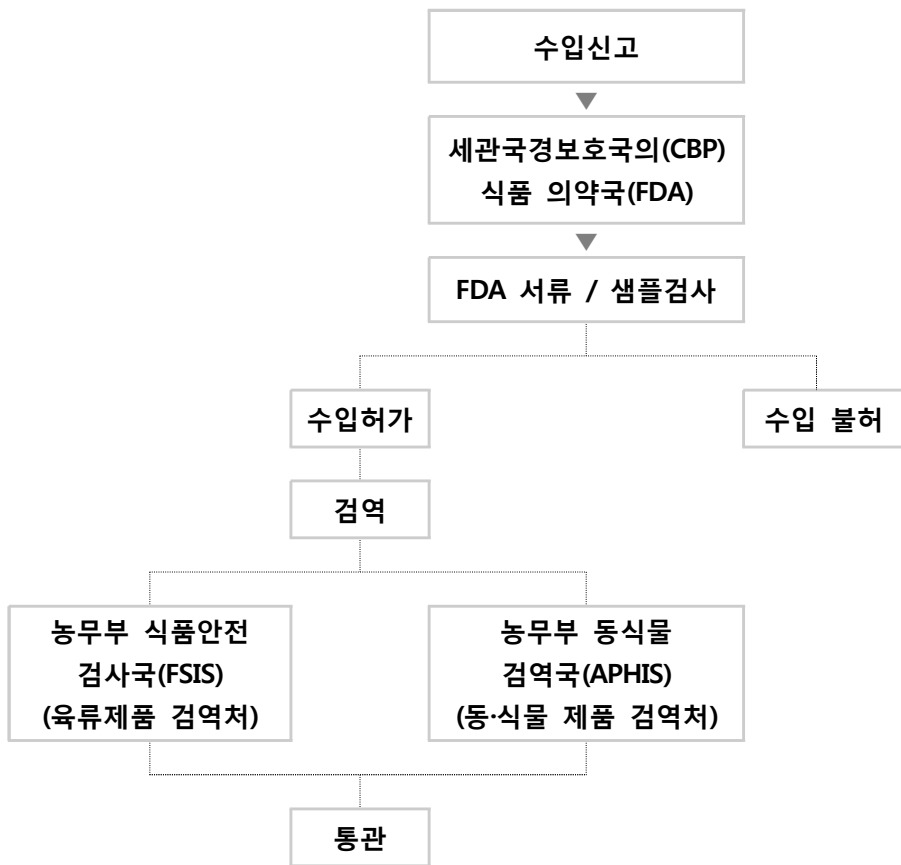 수입신고
세관국경보호국의(CBP)
식품 의약국(FDA)
FDA 서류 / 샘플검사
수입허가
수입 불허
검역
농무부 식품안전
검사국(FSIS)
(육류제품 검역처)
농무부 동식물
검역국(APHIS)
(동·식물 제품 검역처)
통관